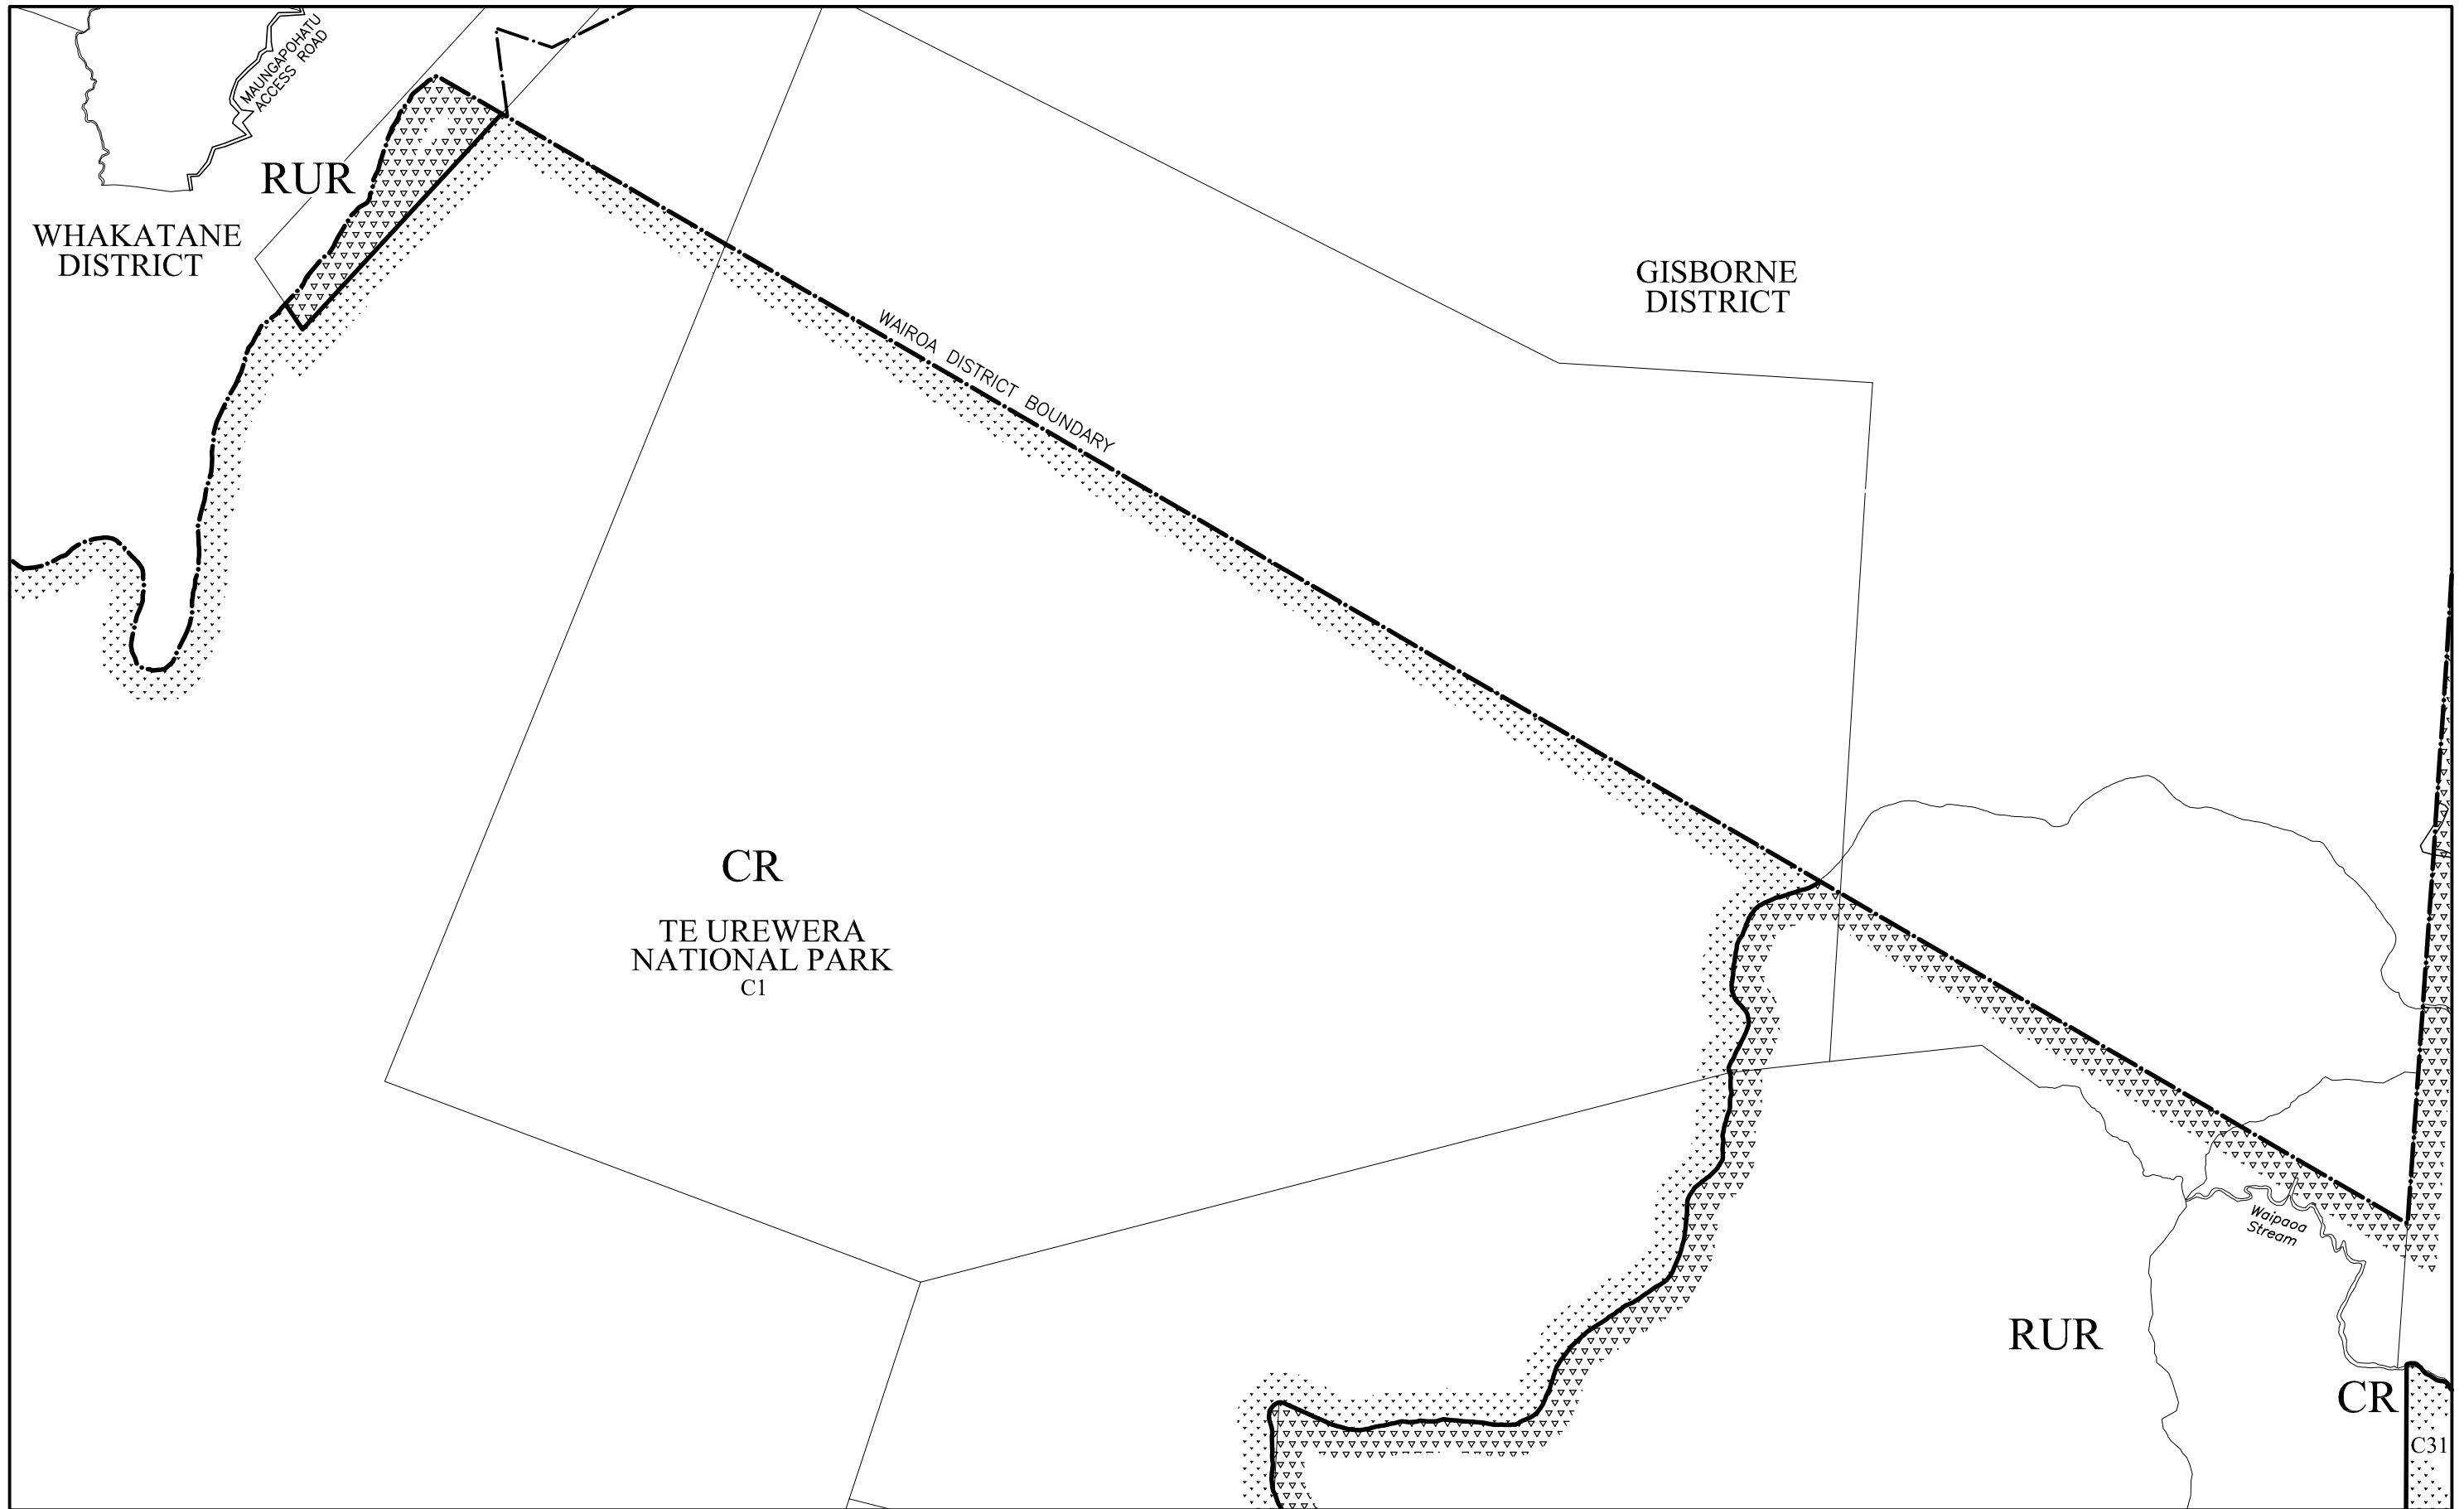 MAUNGAPOHATU
ACCESS ROAD
RUR
WHAKATANE
DISTRICT
GISBORNE
DISTRICT
WAIROA DISTRICT BOUNDARY
CR
TE UREWERA
NATIONAL PARK
C1
Waipaoa
Stream
RUR
CR
C31